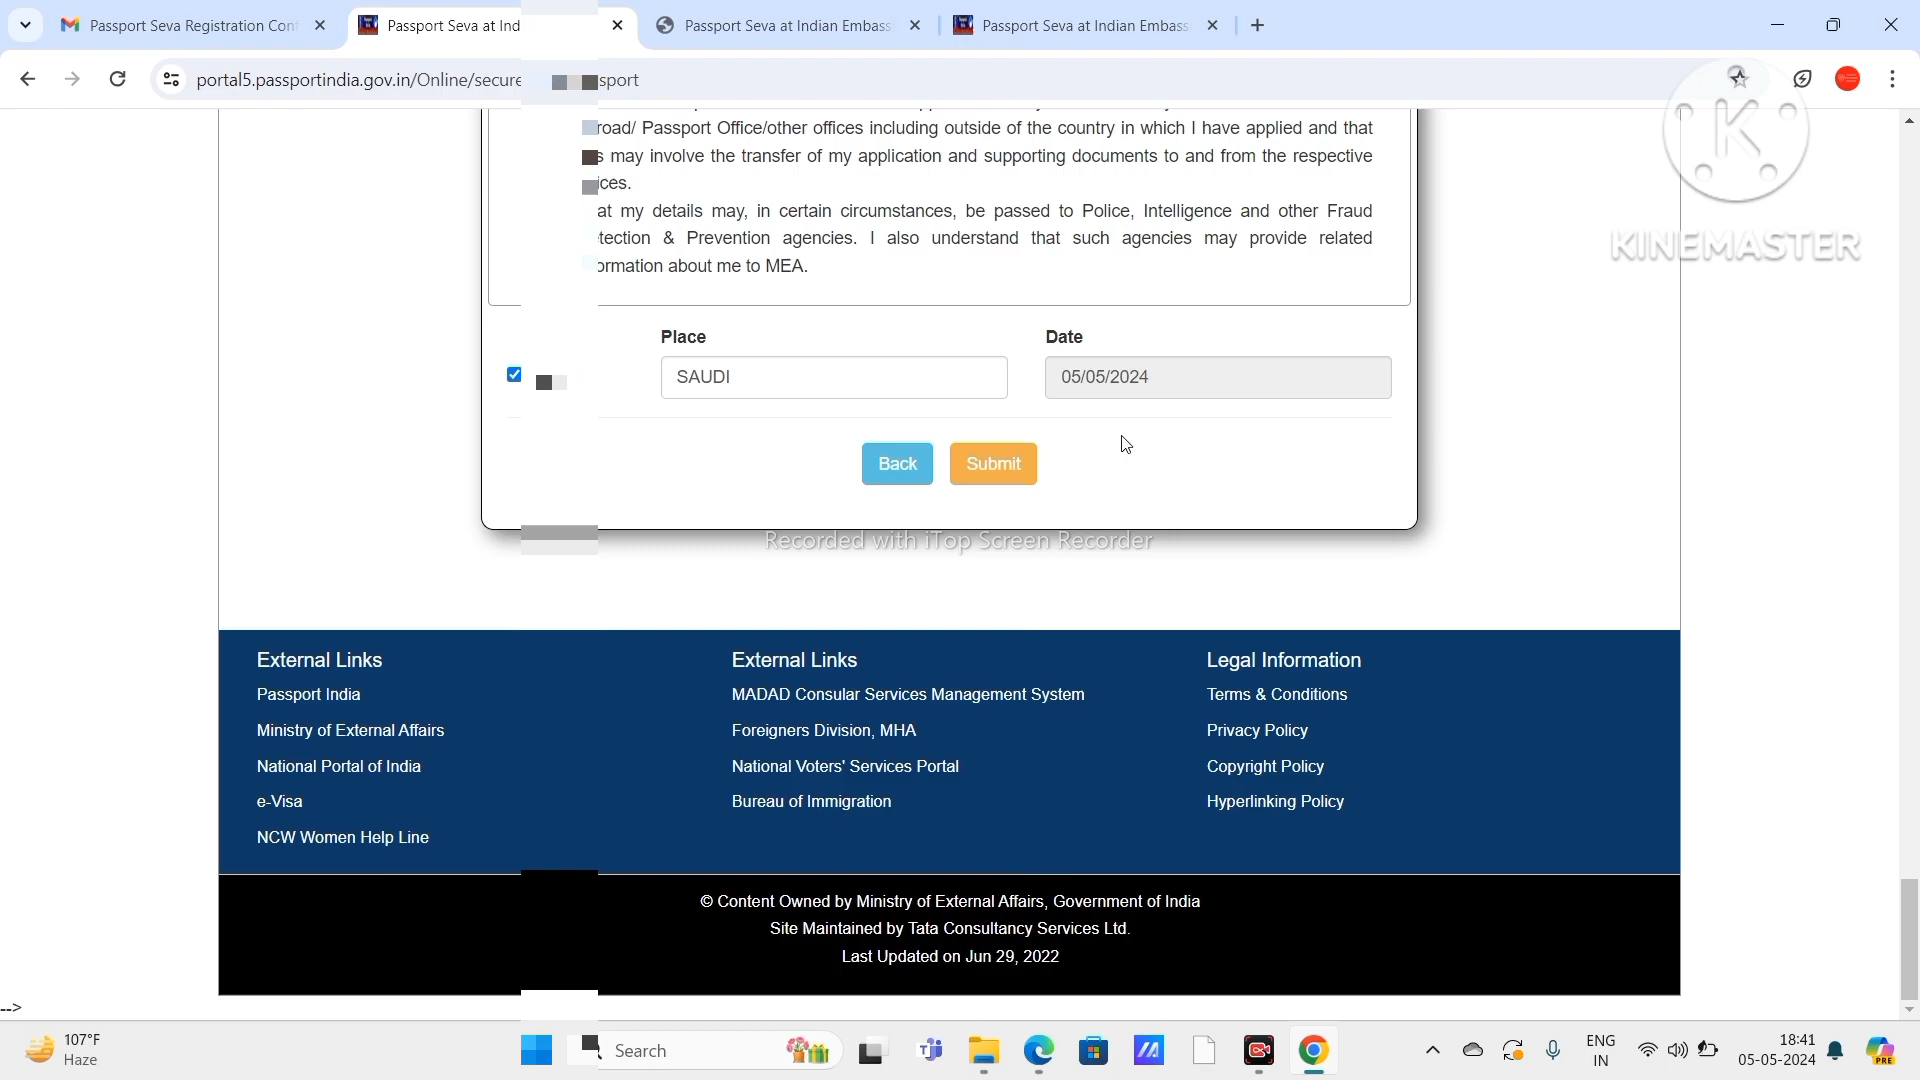 Passport Seva Registration Con
Passport Seva at Ind
Passport Seva at Indian Embass
Passport Seva at Indian Embass
portal5.passportindia.gov.in/Online/secure
sport
K
KINEMASTER
road/ Passport Office/other offices including outside of the country in which I have applied and that
s may involve the transfer of my application and supporting documents to and from the respective
ices.
at my details may, in certain circumstances, be passed to Police, Intelligence and other Fraud
tection & Prevention agencies. I also understand that such agencies may provide related
ormation about me to MEA.
Place
Date
SAUDI
05/05/2024
Back
Submit
Recorded with iTop Screen Recorder
External Links
Passport India
Ministry of External Affairs
National Portal of India
e-Visa
NCW Women Help Line
External Links
MADAD Consular Services Management System
Foreigners Division, MHA
National Voters' Services Portal
Bureau of Immigration
Legal Information
Terms & Conditions
Privacy Policy
Copyright Policy
Hyperlinking Policy
© Content Owned by Ministry of External Affairs, Government of India
Site Maintained by Tata Consultancy Services Ltd.
Last Updated on Jun 29, 2022
-->
107°F
Haze
Search
ENG
IN
18:41
05-05-2024
PRE